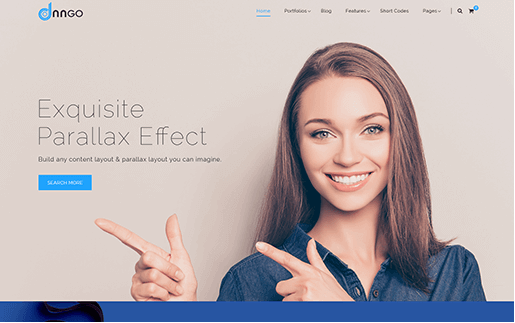 dnnGO
Home Portfolios Blog Features Short Codes Pages
Exquisite
Parallax Effect
Build any content layout & parallax layout you can imagine.
SEARCH MORE